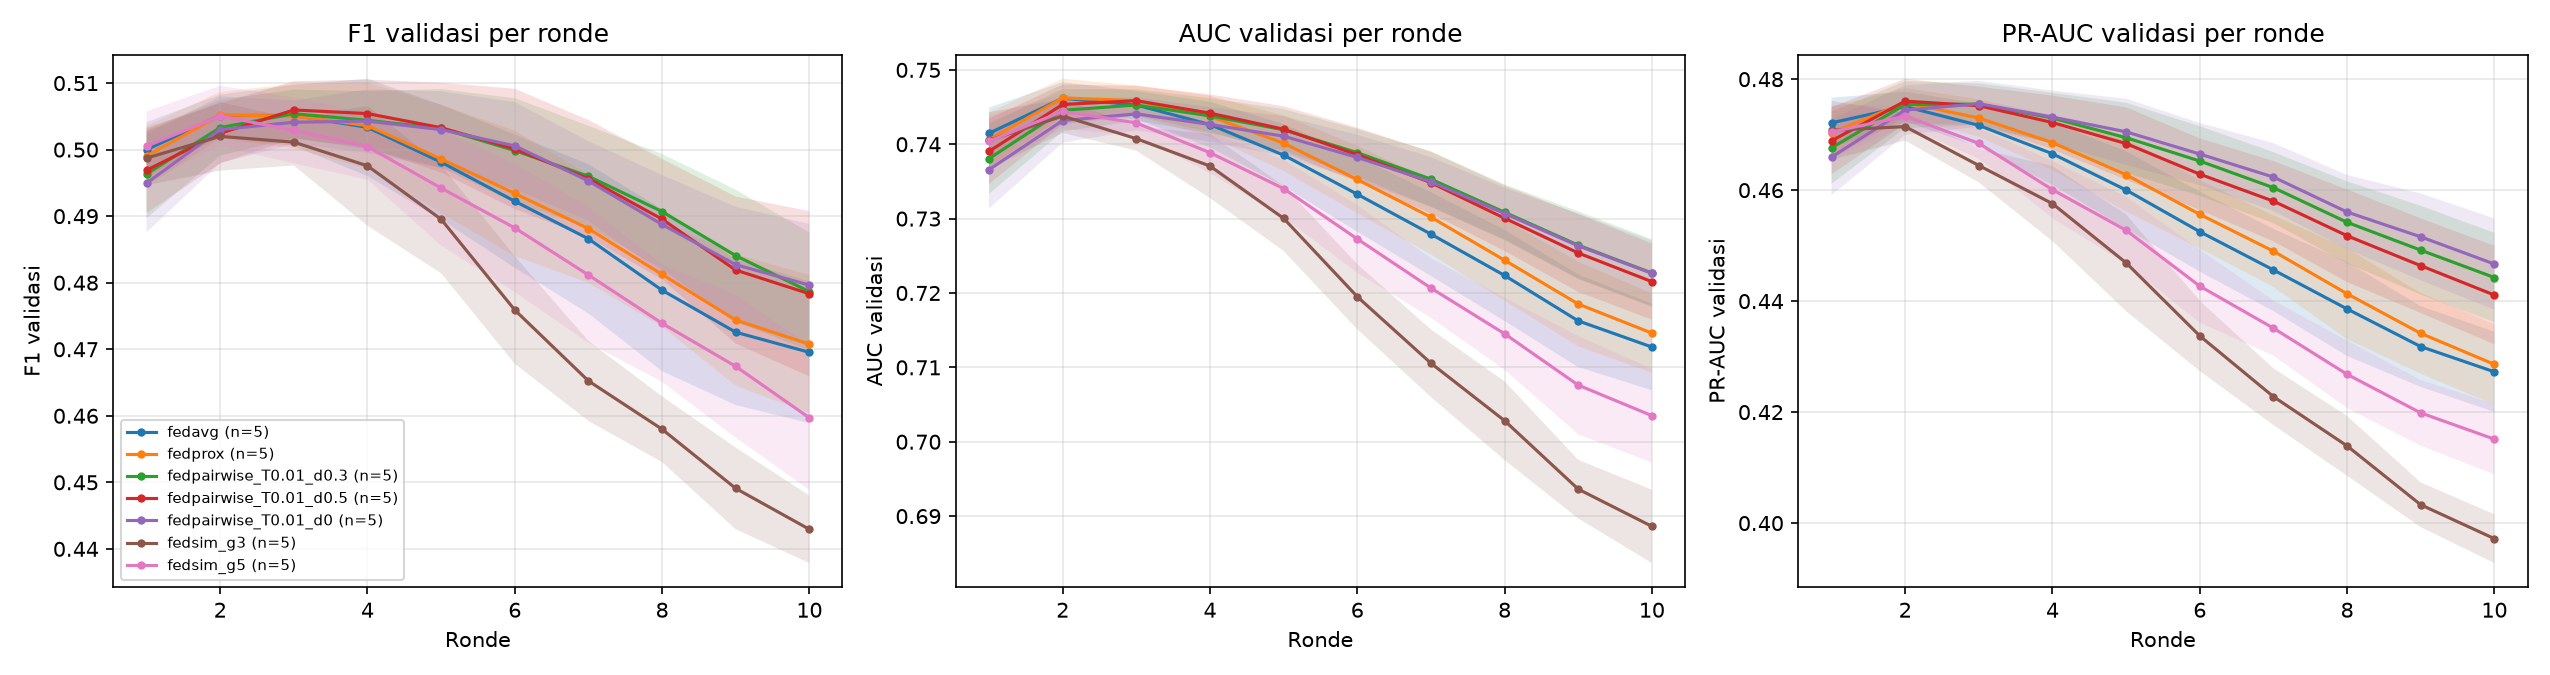 F1 validasi per ronde
F1 validasi
0.51
0.50
0.49
0.48
0.47
0.46
0.45
0.44
fedavg (n=5)
fedprox (n=5)
fedpairwise_T0.01_d0.3 (n=5)
fedpairwise_T0.01_d0.5 (n=5)
fedpairwise_T0.01_d0 (n=5)
fedsim_g3 (n=5)
fedsim_g5 (n=5)
2 4 6 8 10
Ronde
AUC validasi per ronde
AUC validasi
0.75
0.74
0.73
0.72
0.71
0.70
0.69
2 4 6 8 10
Ronde
PR-AUC validasi per ronde
PR-AUC validasi
0.48
0.46
0.44
0.42
0.40
2 4 6 8 10
Ronde